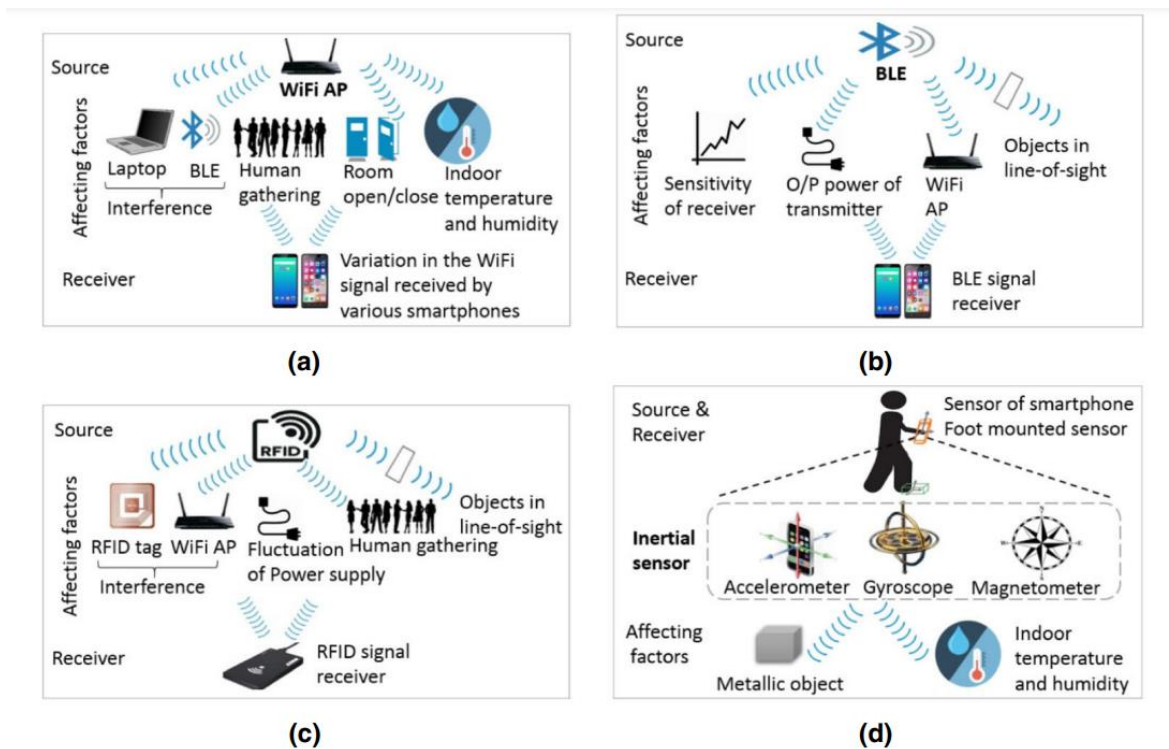 Source
WiFi AP
Affecting factors
Laptop
BLE
Interference
Human
gathering
Room
open/close
Indoor
temperature
and humidity
Receiver
Variation in the WiFi
signal received by
various smartphones
(a)
Source
BLE
Affecting factors
Sensitivity
of receiver
O/P power of
transmitter
WiFi
AP
Objects in
line-of-sight
Receiver
BLE signal
receiver
(b)
Source
RFID
Affecting factors
RFID tag
WiFi AP
Interference
Fluctuation
of Power supply
Human gathering
Objects in
line-of-sight
Receiver
RFID signal
receiver
(c)
Source &
Receiver
Sensor of smartphone
Foot mounted sensor
Inertial
sensor
Accelerometer
Gyroscope
Magnetometer
Affecting
factors
Metallic object
Indoor
temperature
and humidity
(d)